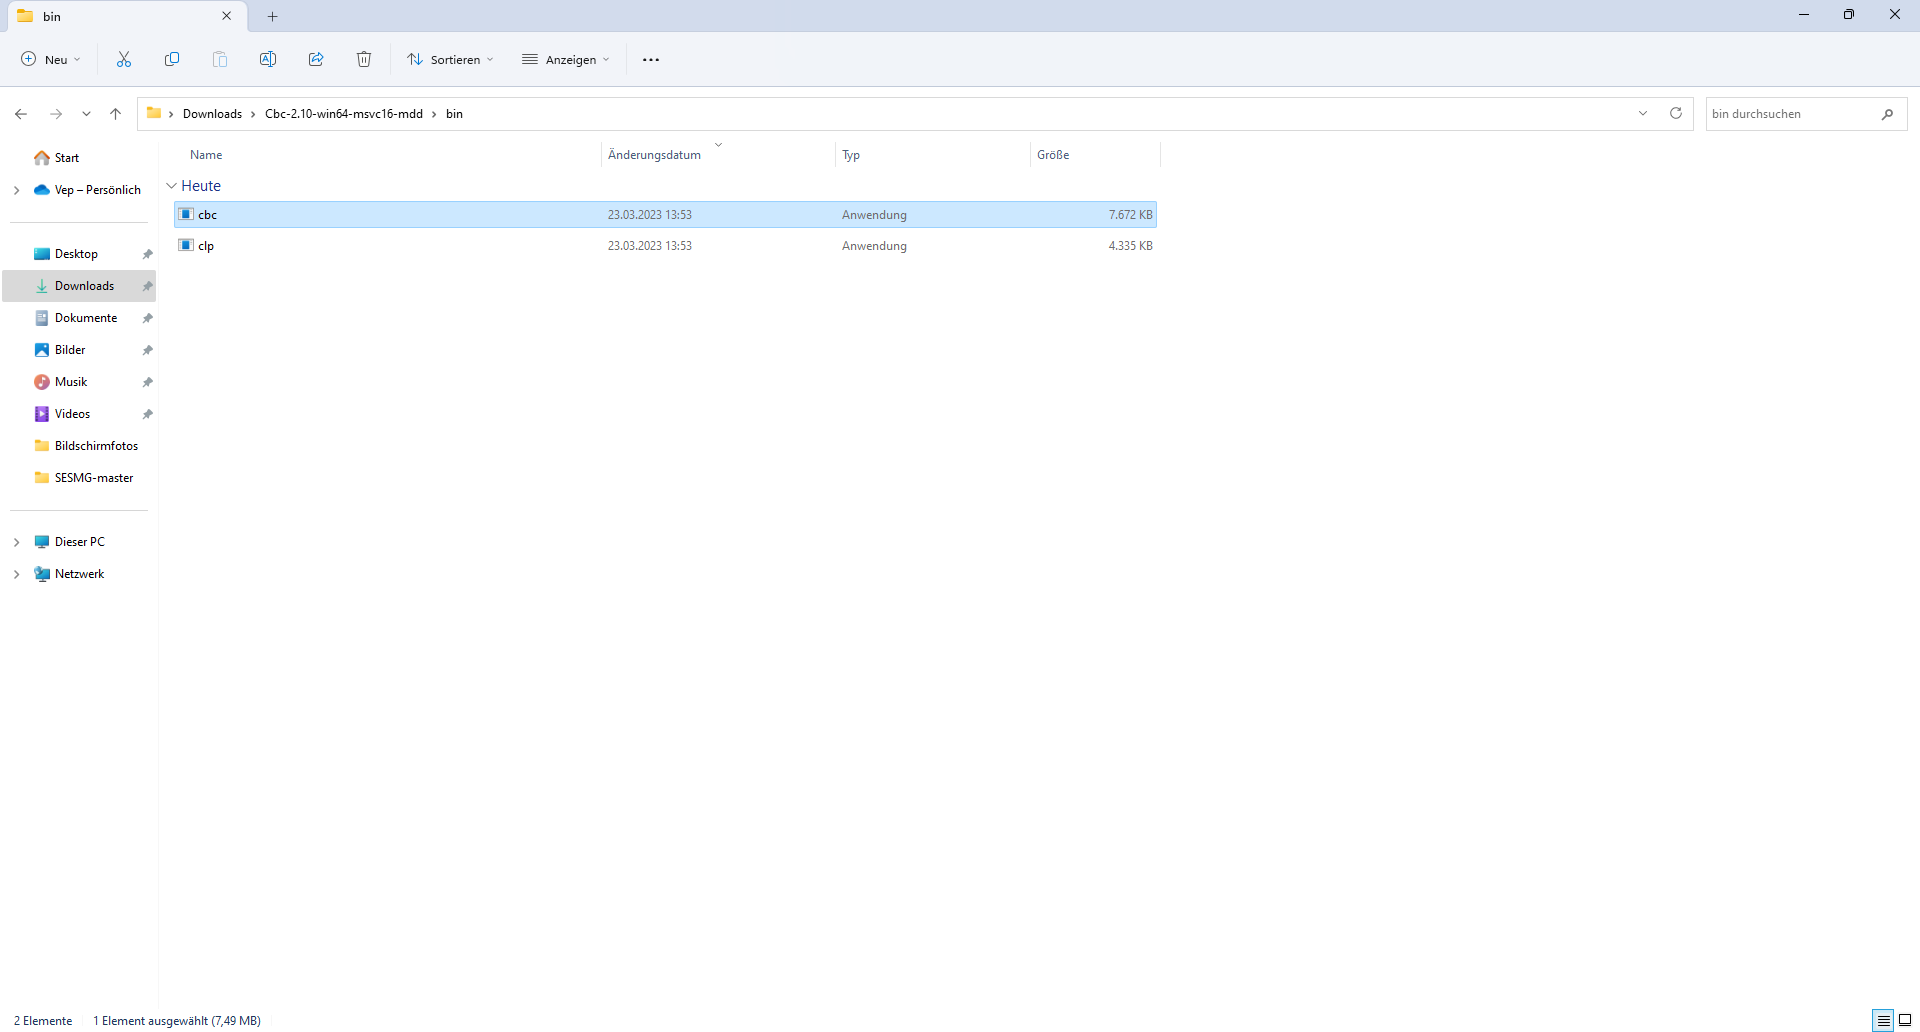 bin
Neu
Sortieren
Anzeigen
Downloads
Cbc-2.10-win64-msvc16-mdd
bin
bin durchsuchen
Start
Vep – Persönlich
Desktop
Downloads
Dokumente
Bilder
Musik
Videos
Bildschirmfotos
SESMG-master
Dieser PC
Netzwerk
Name Änderungsdatum Typ Größe
Heute
cbc 23.03.2023 13:53 Anwendung 7.672 KB
clp 23.03.2023 13:53 Anwendung 4.335 KB
2 Elemente 1 Element ausgewählt (7,49 MB)